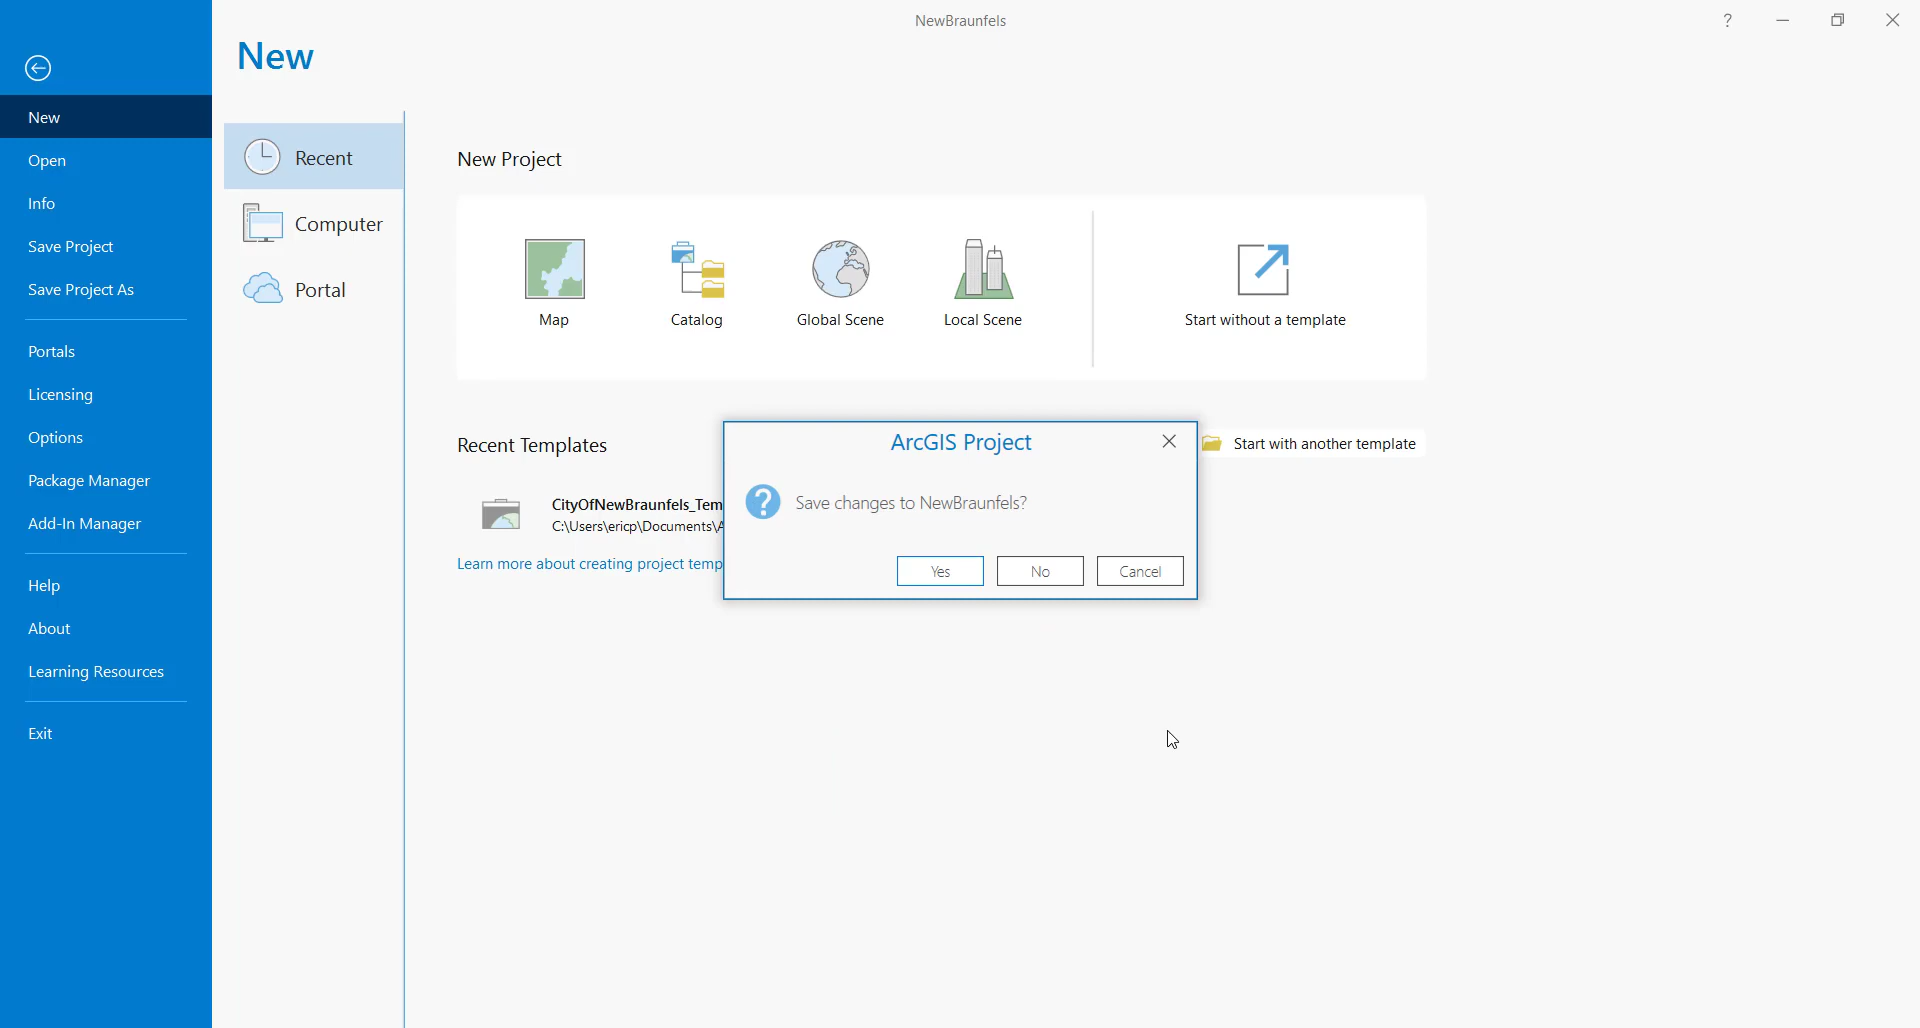 NewBraunfels
?
New
New
Open
Info
Save Project
Save Project As
Portals
Licensing
Options
Package Manager
Add-In Manager
Help
About
Learning Resources
Exit
Recent
Computer
Portal
New Project
Map
Catalog
Global Scene
Local Scene
Start without a template
Recent Templates
Start with another template
CityOfNewBraunfels_Tem
C:\Users\ericp\Documents\A
Learn more about creating project temp
ArcGIS Project
?
Save changes to NewBraunfels?
Yes
No
Cancel